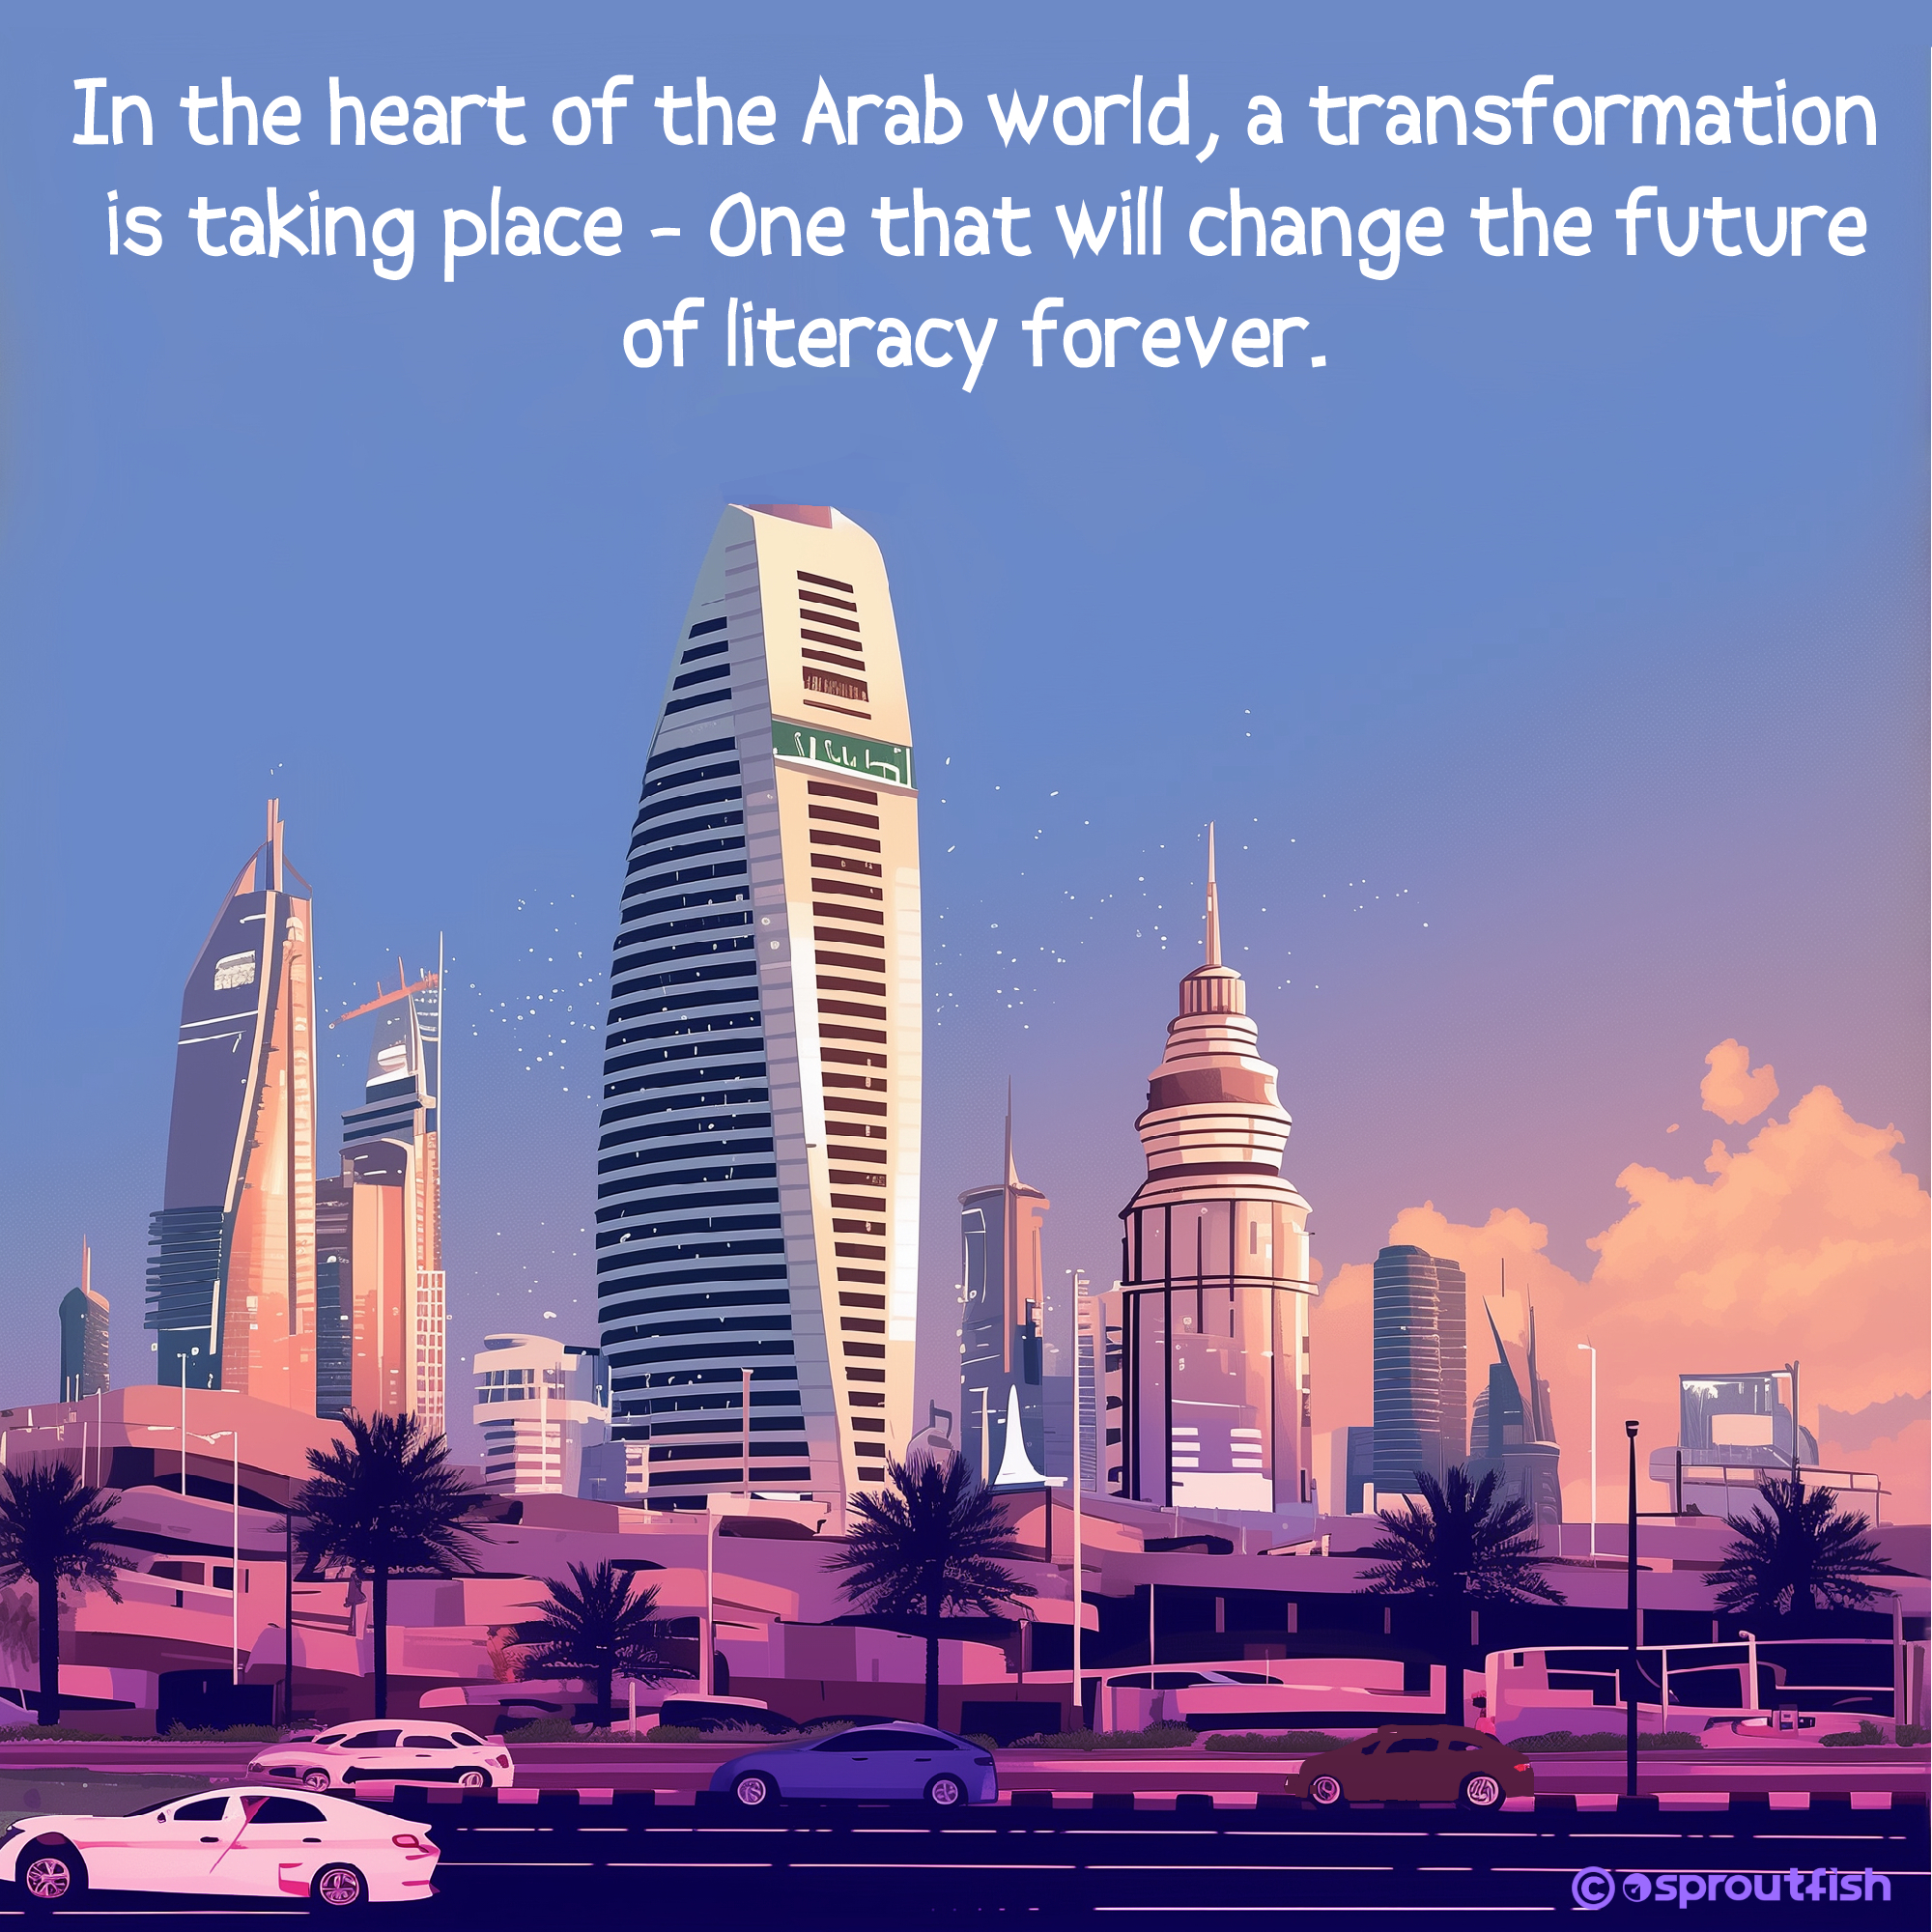 In the heart of the Arab world, a transformation
is taking place - One that will change the future
of literacy forever.
© sproutfish